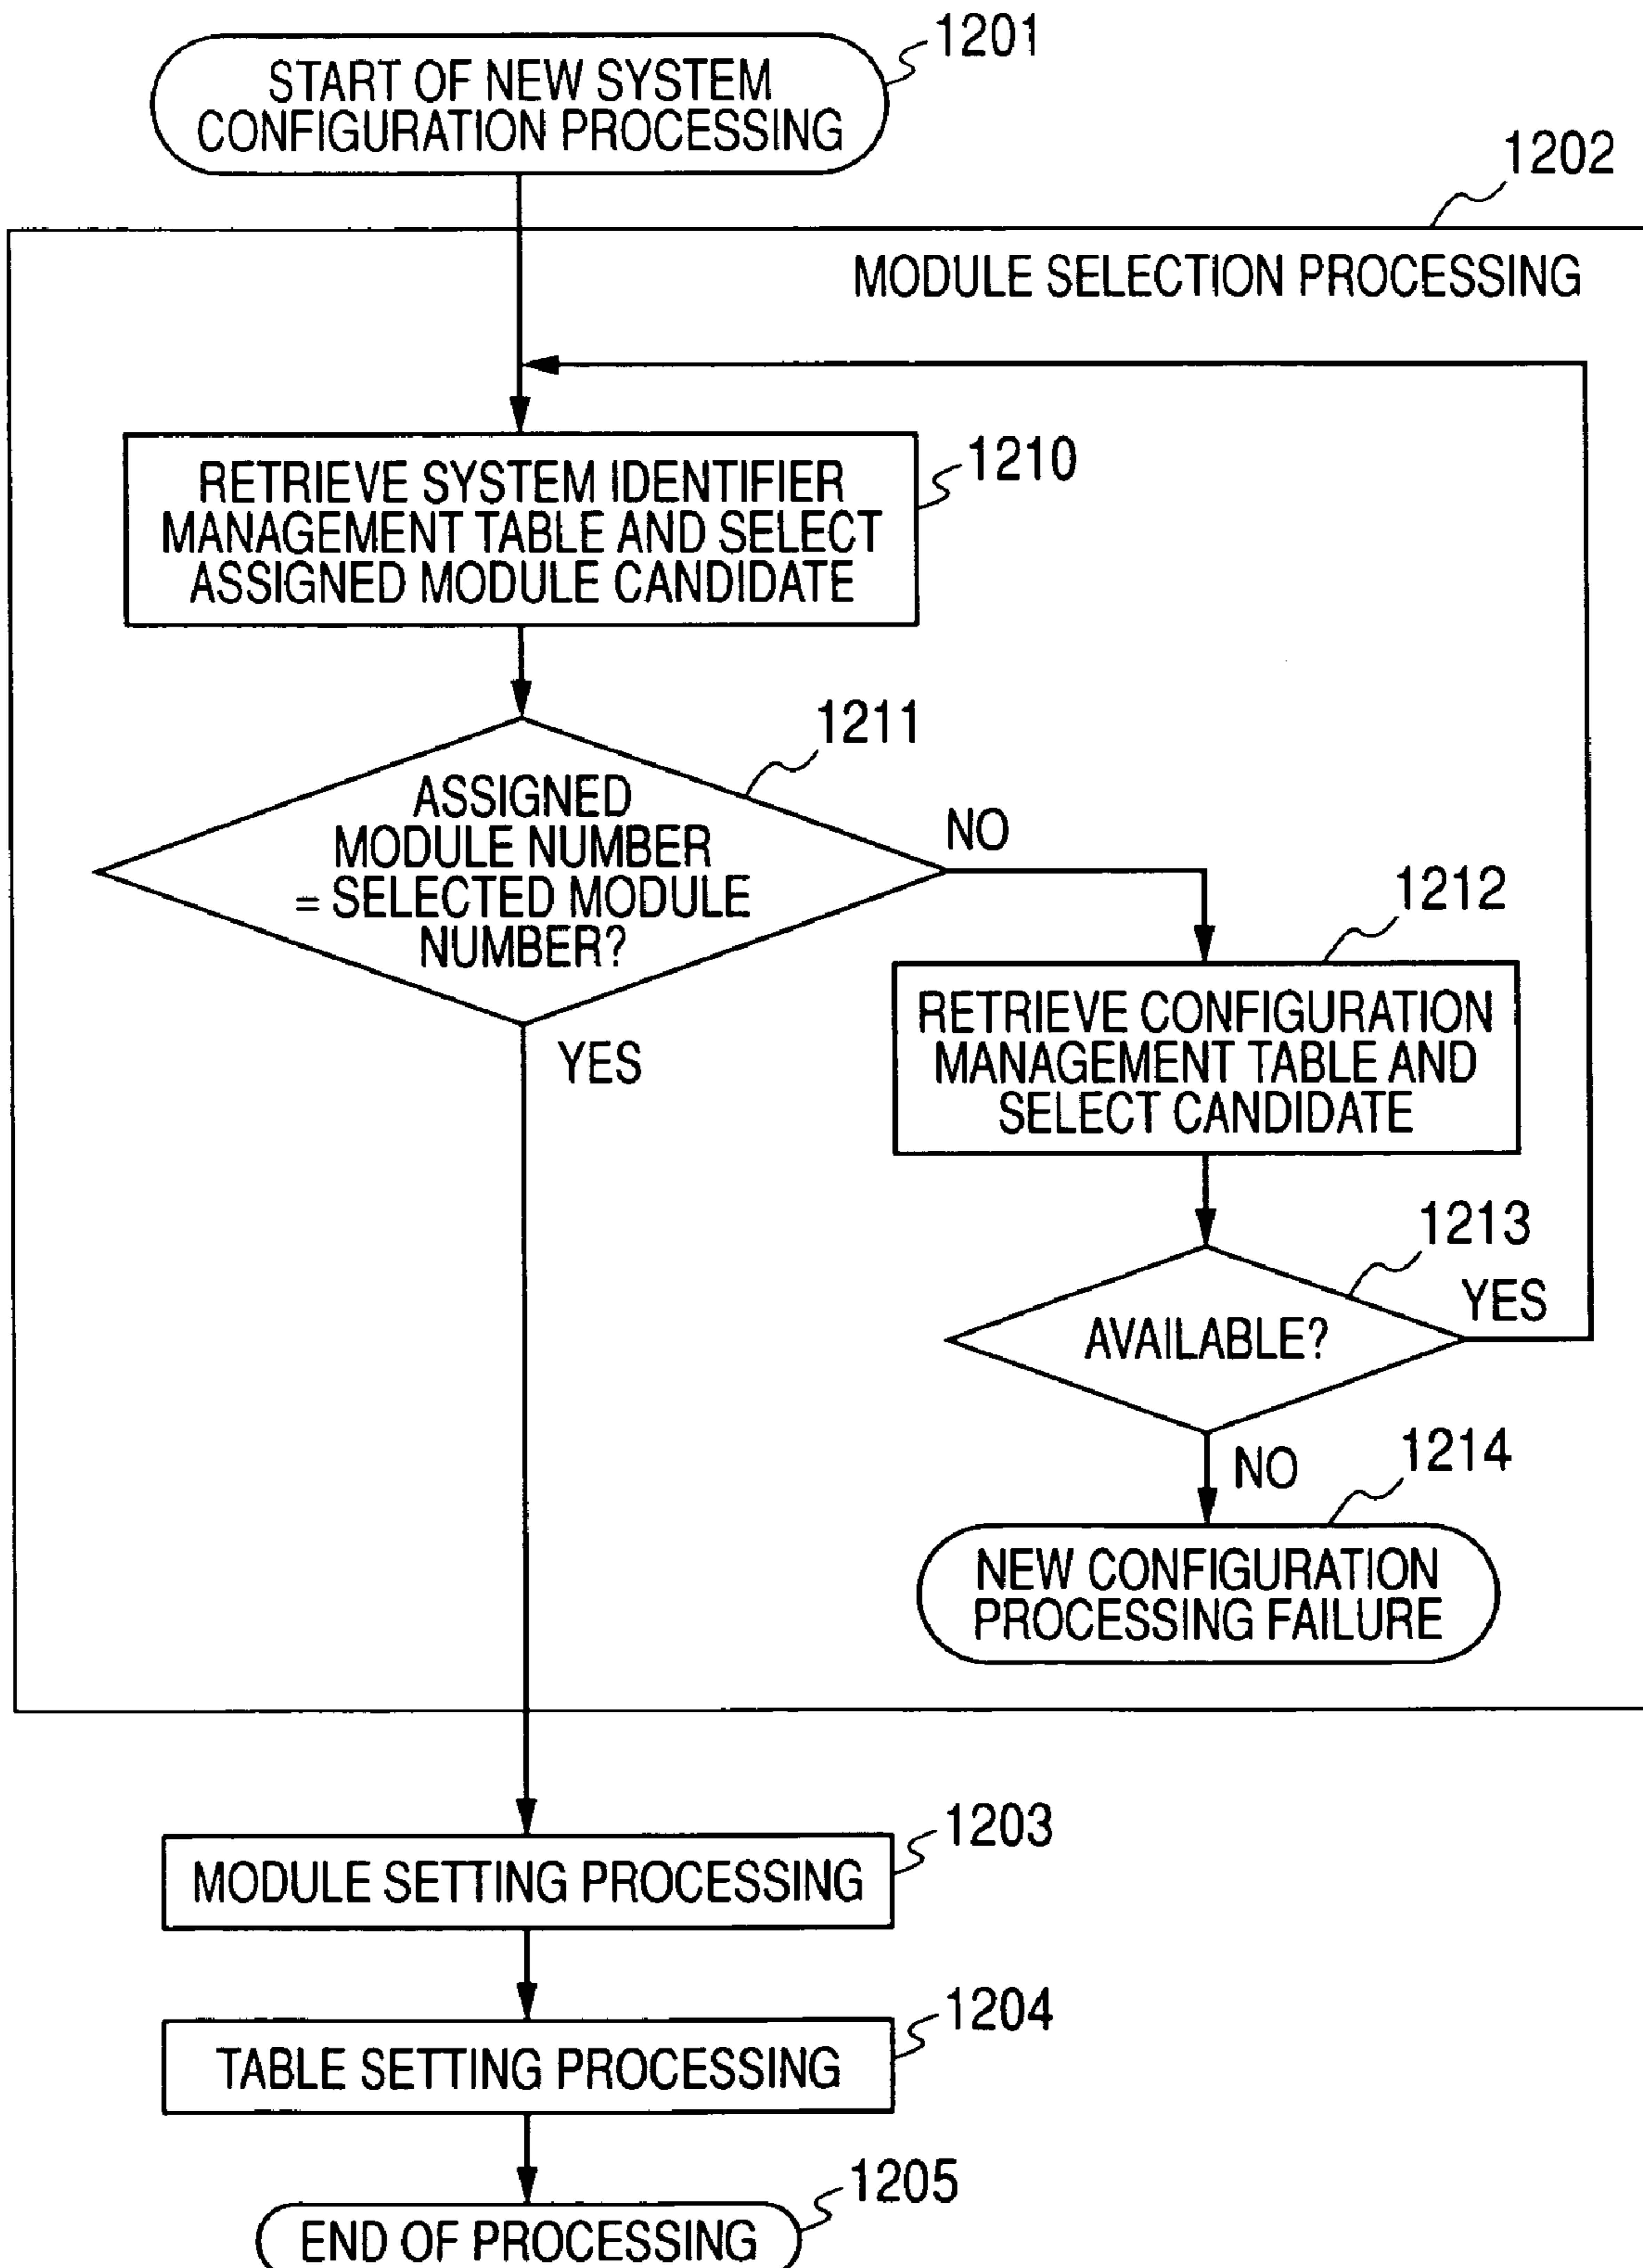 1201
START OF NEW SYSTEM
CONFIGURATION PROCESSING
1202
MODULE SELECTION PROCESSING
1210
RETRIEVE SYSTEM IDENTIFIER
MANAGEMENT TABLE AND SELECT
ASSIGNED MODULE CANDIDATE
1211
ASSIGNED
MODULE NUMBER
= SELECTED MODULE
NUMBER?
NO
YES
1212
RETRIEVE CONFIGURATION
MANAGEMENT TABLE AND
SELECT CANDIDATE
1213
AVAILABLE?
YES
NO
1214
NEW CONFIGURATION
PROCESSING FAILURE
1203
MODULE SETTING PROCESSING
1204
TABLE SETTING PROCESSING
1205
END OF PROCESSING